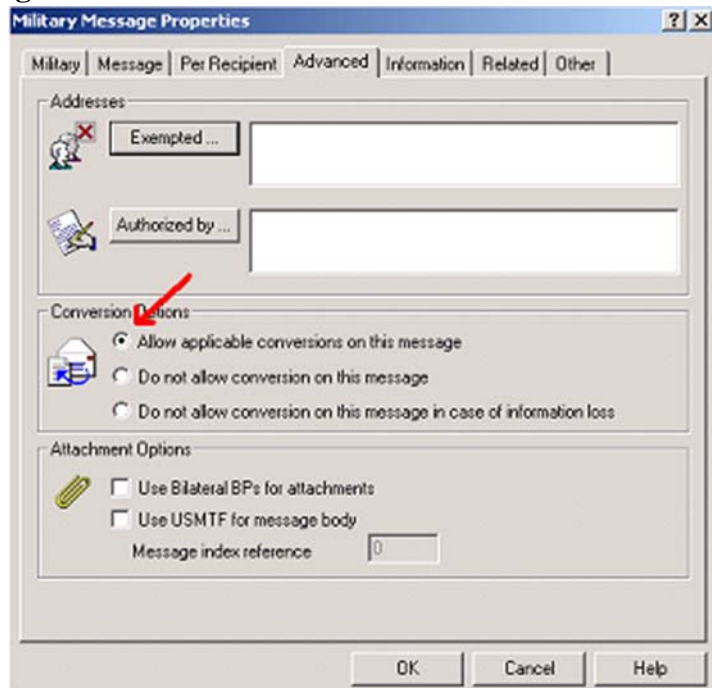 Military Message Properties
Military Message Per Recipient Advanced Information Related Other
Addresses
Exempted ...
Authorized by ...
Conversion Options
Allow applicable conversions on this message
Do not allow conversion on this message
Do not allow conversion on this message in case of information loss
Attachment Options
Use Bilateral BPs for attachments
Use USMTF for message body
Message index reference 0
OK Cancel Help